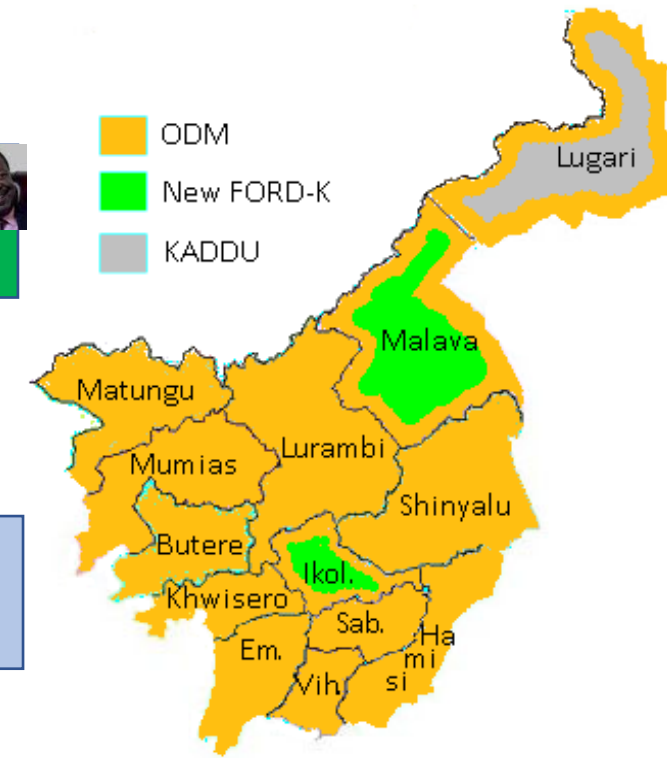 ODM
New FORD-K
KADDU
Lugari
Malava
Matungu
Lurambi
Mumias
Shinyalu
Butere
Ikol.
Khwisero
Sab.
Ha
Em.
mi
Vih.
si